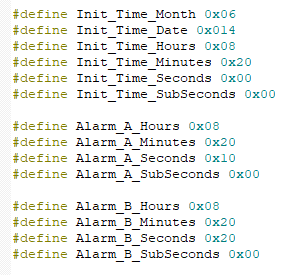 #define Init_Time_Month 0x06
#define Init_Time_Date 0x014
#define Init_Time_Hours 0x08
#define Init_Time_Minutes 0x20
#define Init_Time_Seconds 0x00
#define Init_Time_SubSeconds 0x00
#define Alarm_A_Hours 0x08
#define Alarm_A_Minutes 0x20
#define Alarm_A_Seconds 0x10
#define Alarm_A_SubSeconds 0x00
#define Alarm_B_Hours 0x08
#define Alarm_B_Minutes 0x20
#define Alarm_B_Seconds 0x20
#define Alarm_B_SubSeconds 0x00